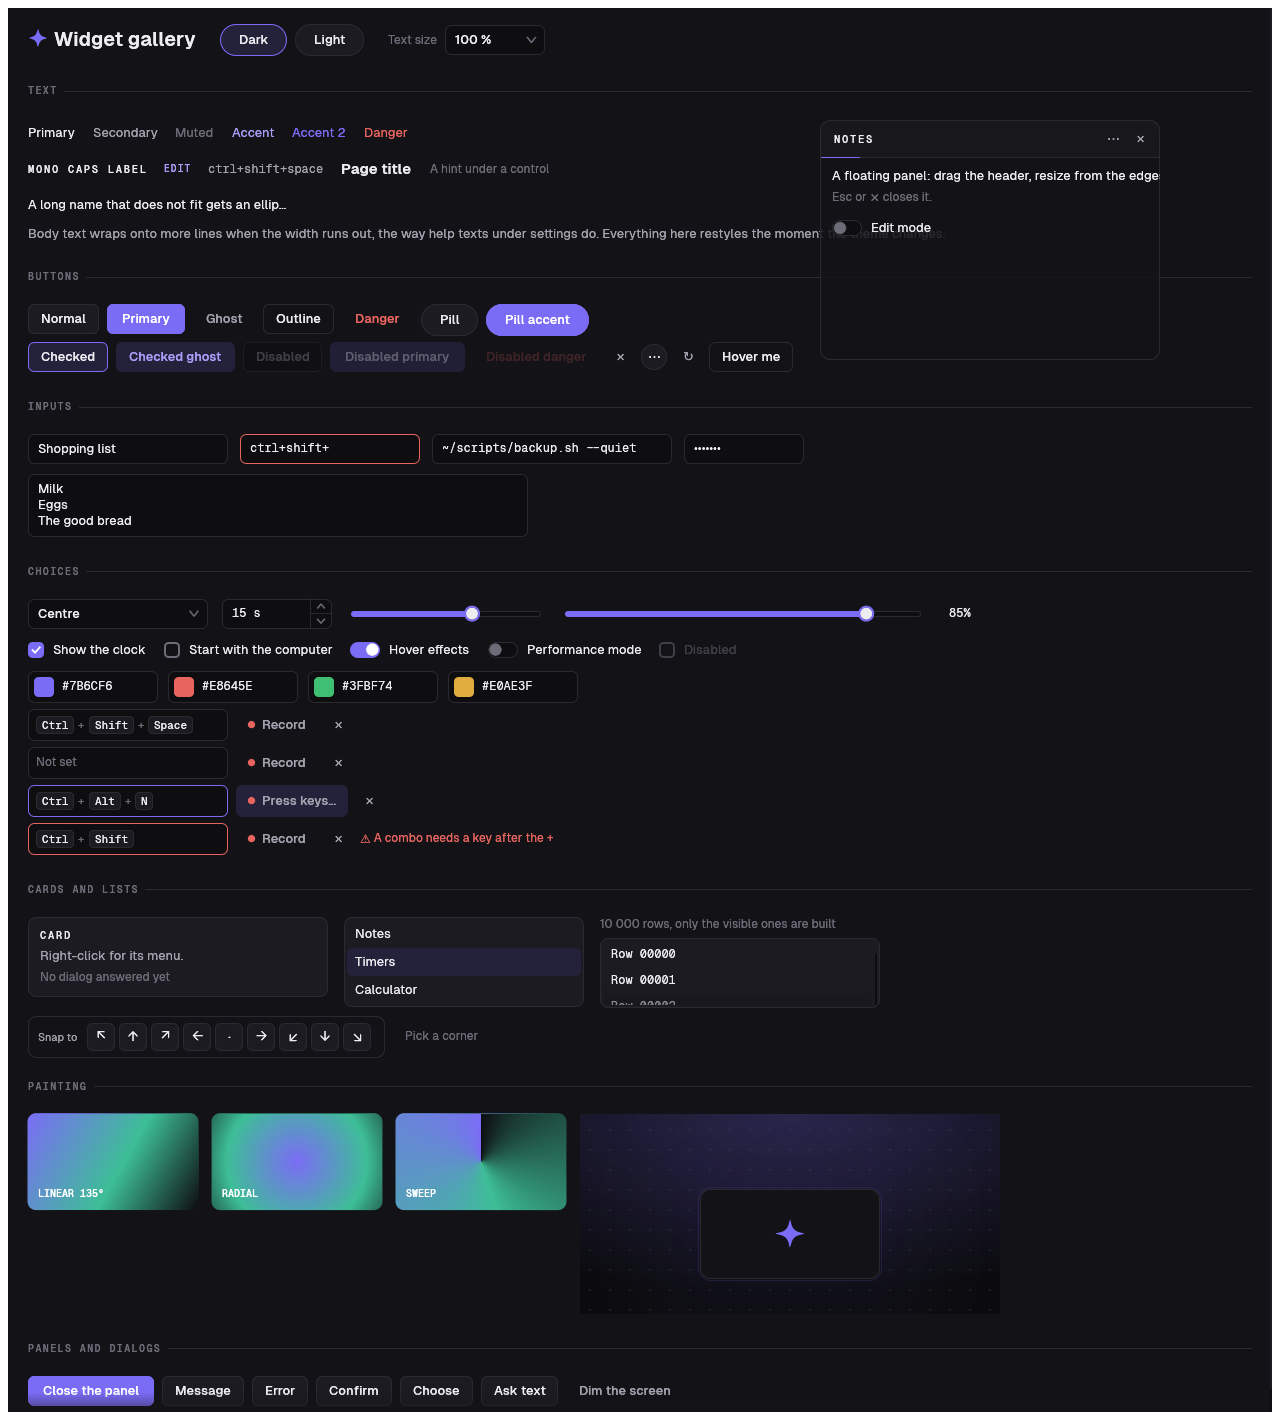 Widget gallery Dark Light Text size 100 %
TEXT
Primary Secondary Muted Accent Accent 2 Danger
MONO CAPS LABEL EDIT ctrl+shift+space Page title A hint under a control
A long name that does not fit gets an ellip…
Body text wraps onto more lines when the width runs out, the way help texts under settings do. Everything here restyles the moment the theme changes.
NOTES ··· ×
A floating panel: drag the header, resize from the edge
Esc or × closes it.
Edit mode
BUTTONS
Normal Primary Ghost Outline Danger Pill Pill accent
Checked Checked ghost Disabled Disabled primary Disabled danger × ··· ↻ Hover me
INPUTS
Shopping list ctrl+shift+ ~/scripts/backup.sh --quiet •••••••
Milk
Eggs
The good bread
CHOICES
Centre 15 s 85%
Show the clock Start with the computer Hover effects Performance mode Disabled
#7B6CF6 #E8645E #3FBF74 #E0AE3F
Ctrl + Shift + Space Record ×
Not set Record ×
Ctrl + Alt + N Press keys… ×
Ctrl + Shift Record × ⚠ A combo needs a key after the +
CARDS AND LISTS
CARD
Right-click for its menu.
No dialog answered yet
Notes
Timers
Calculator
10 000 rows, only the visible ones are built
Row 00000
Row 00001
Row 00002
Snap to ↖ ↑ ↗ ← · → ↙ ↓ ↘ Pick a corner
PAINTING
LINEAR 135° RADIAL SWEEP
PANELS AND DIALOGS
Close the panel Message Error Confirm Choose Ask text Dim the screen